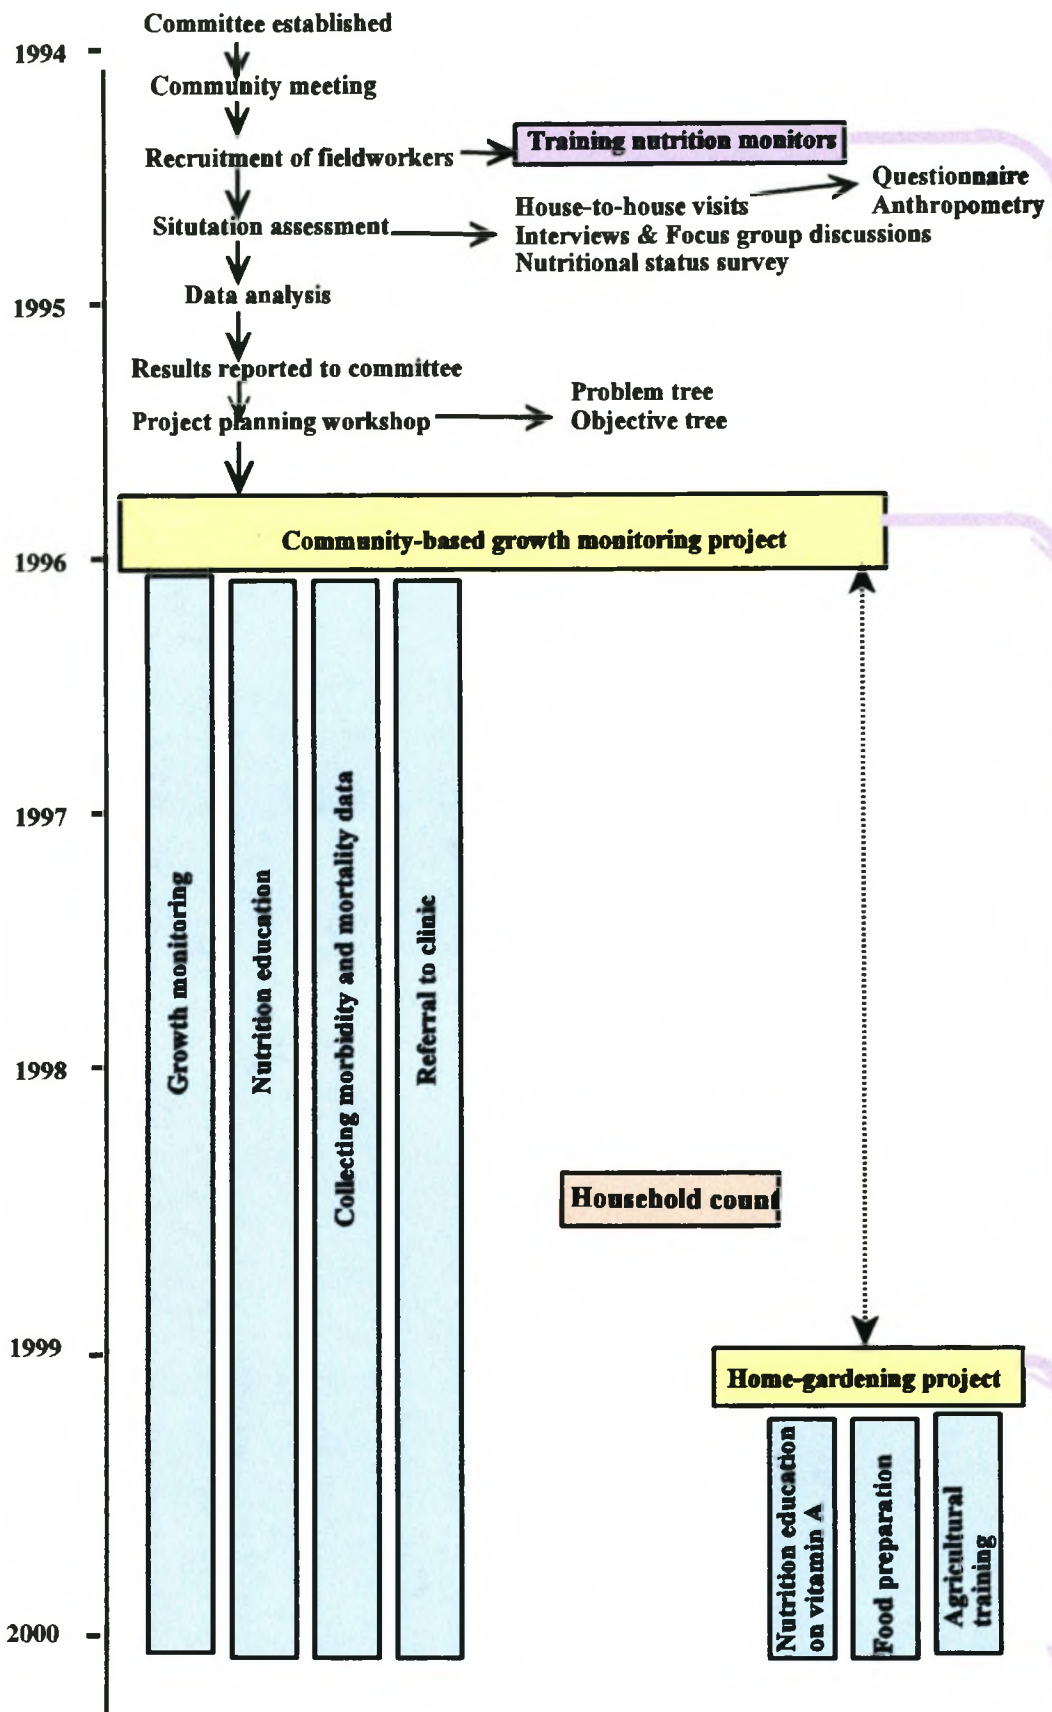 Committee established
1994
Community meeting
Training nutrition monitors
Recruitment of fieldworkers
Questionnaire
Anthropometry
House-to-house visits
Situtation assessment
Interviews & Focus group discussions
Nutritional status survey
Data analysis
1995
Results reported to committee
Problem tree
Project planning workshop
Objective tree
Community-based growth monitoring project
1996
1997
Growth monitoring
Nutrition education
Collecting morbidity and mortality data
Referral to clinic
1998
Household count
1999
Home-gardening project
Nutrition education
on vitamin A
Food preparation
Agricultural
training
2000